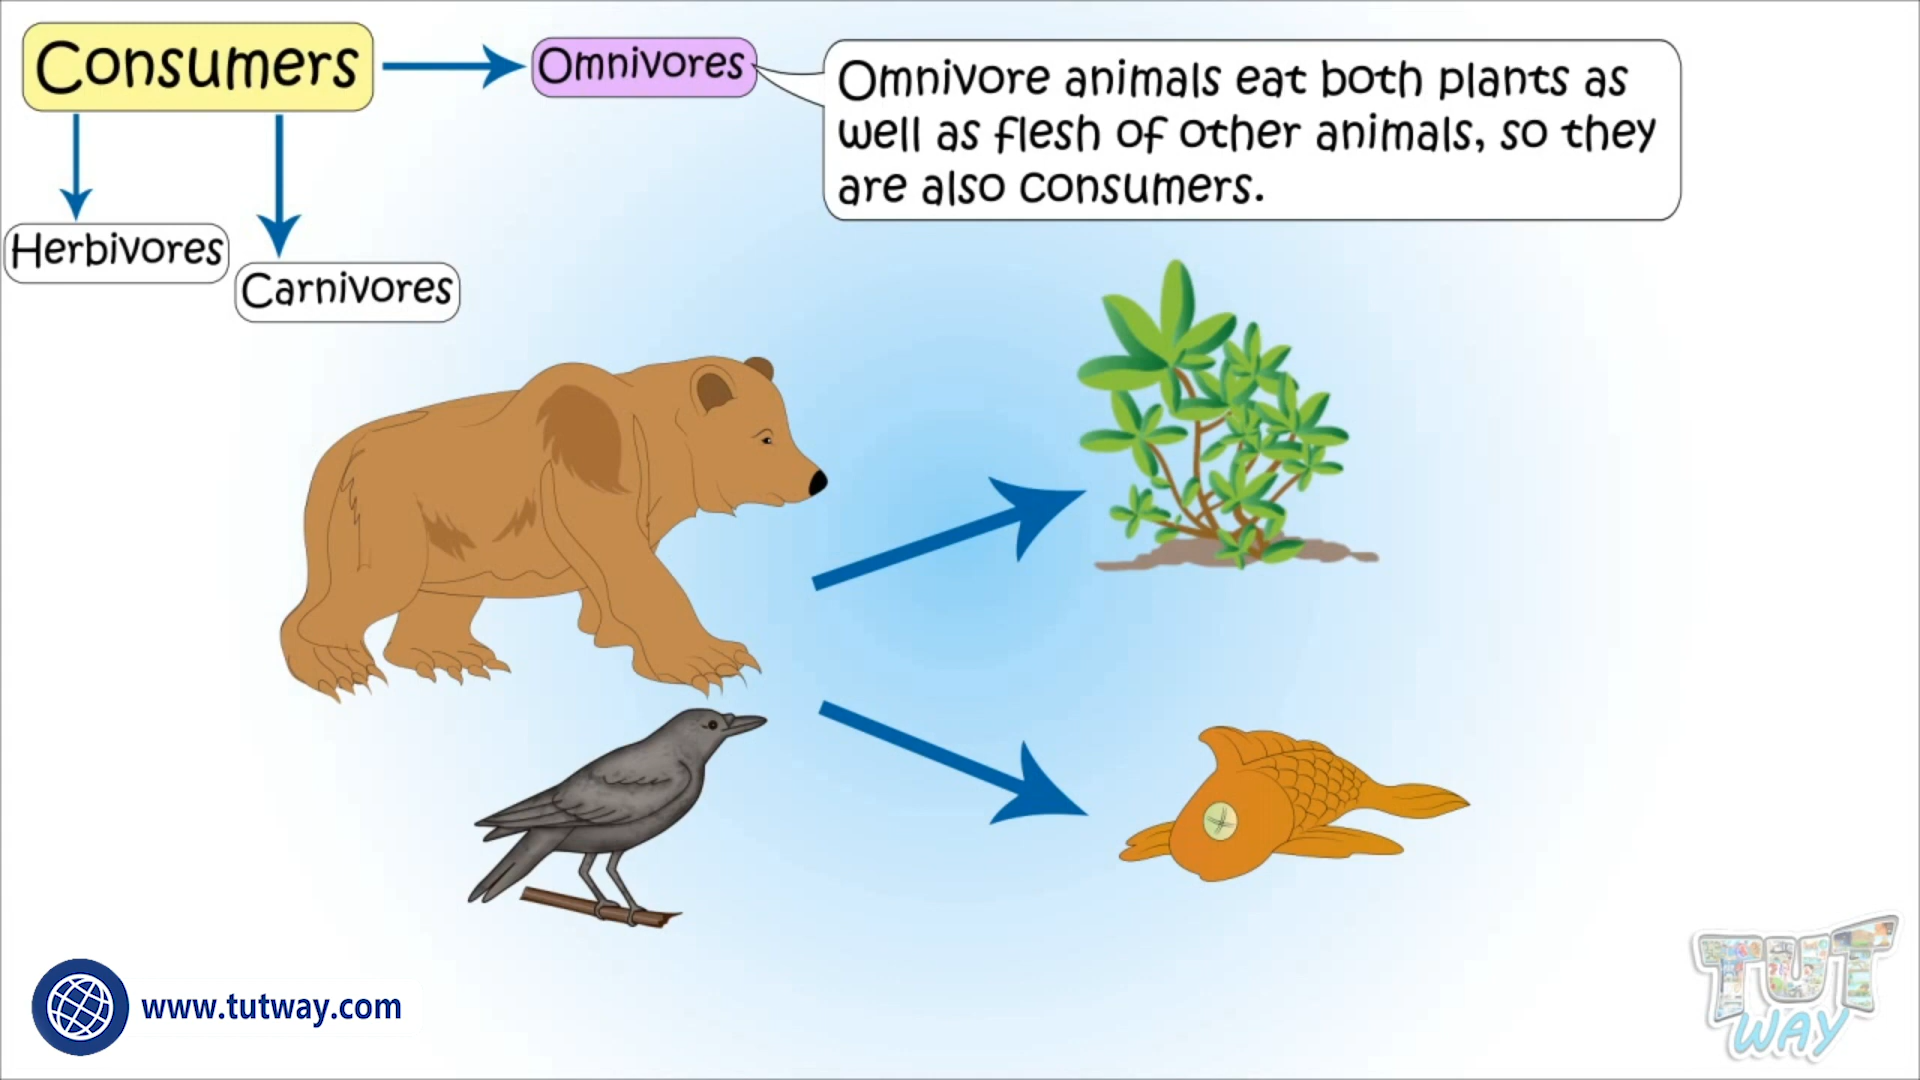 Consumers
Omnivores
Omnivore animals eat both plants as
well as flesh of other animals, so they
are also consumers.
Herbivores
Carnivores
www.tutway.com
TUT
WAY